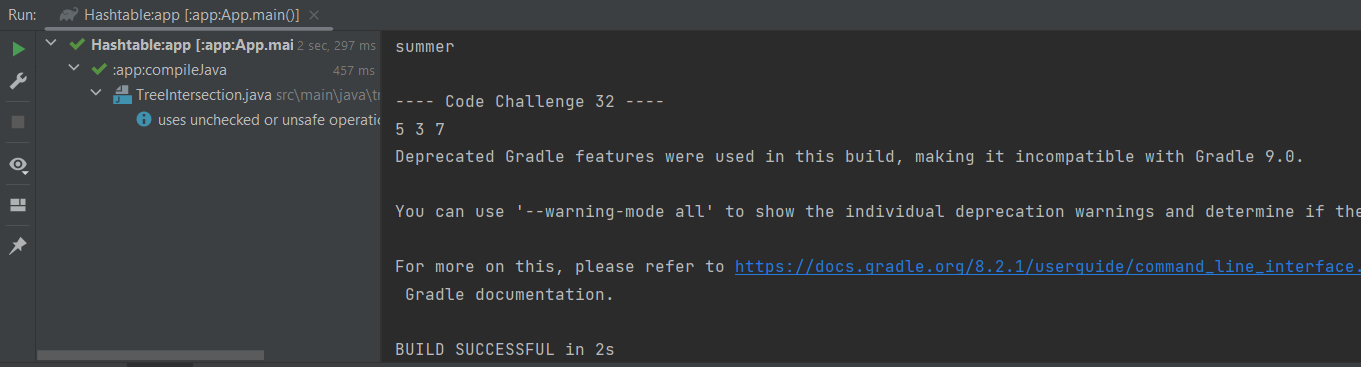 Run: Hashtable:app [:app:App.main()]
Hashtable:app [:app:App.mai 2 sec, 297 ms
:app:compileJava 457 ms
TreeIntersection.java src\main\java\tr
uses unchecked or unsafe operatio
summer
---- Code Challenge 32 ----
5 3 7
Deprecated Gradle features were used in this build, making it incompatible with Gradle 9.0.
You can use '--warning-mode all' to show the individual deprecation warnings and determine if the
For more on this, please refer to https://docs.gradle.org/8.2.1/userguide/command_line_interface.
Gradle documentation.
BUILD SUCCESSFUL in 2s